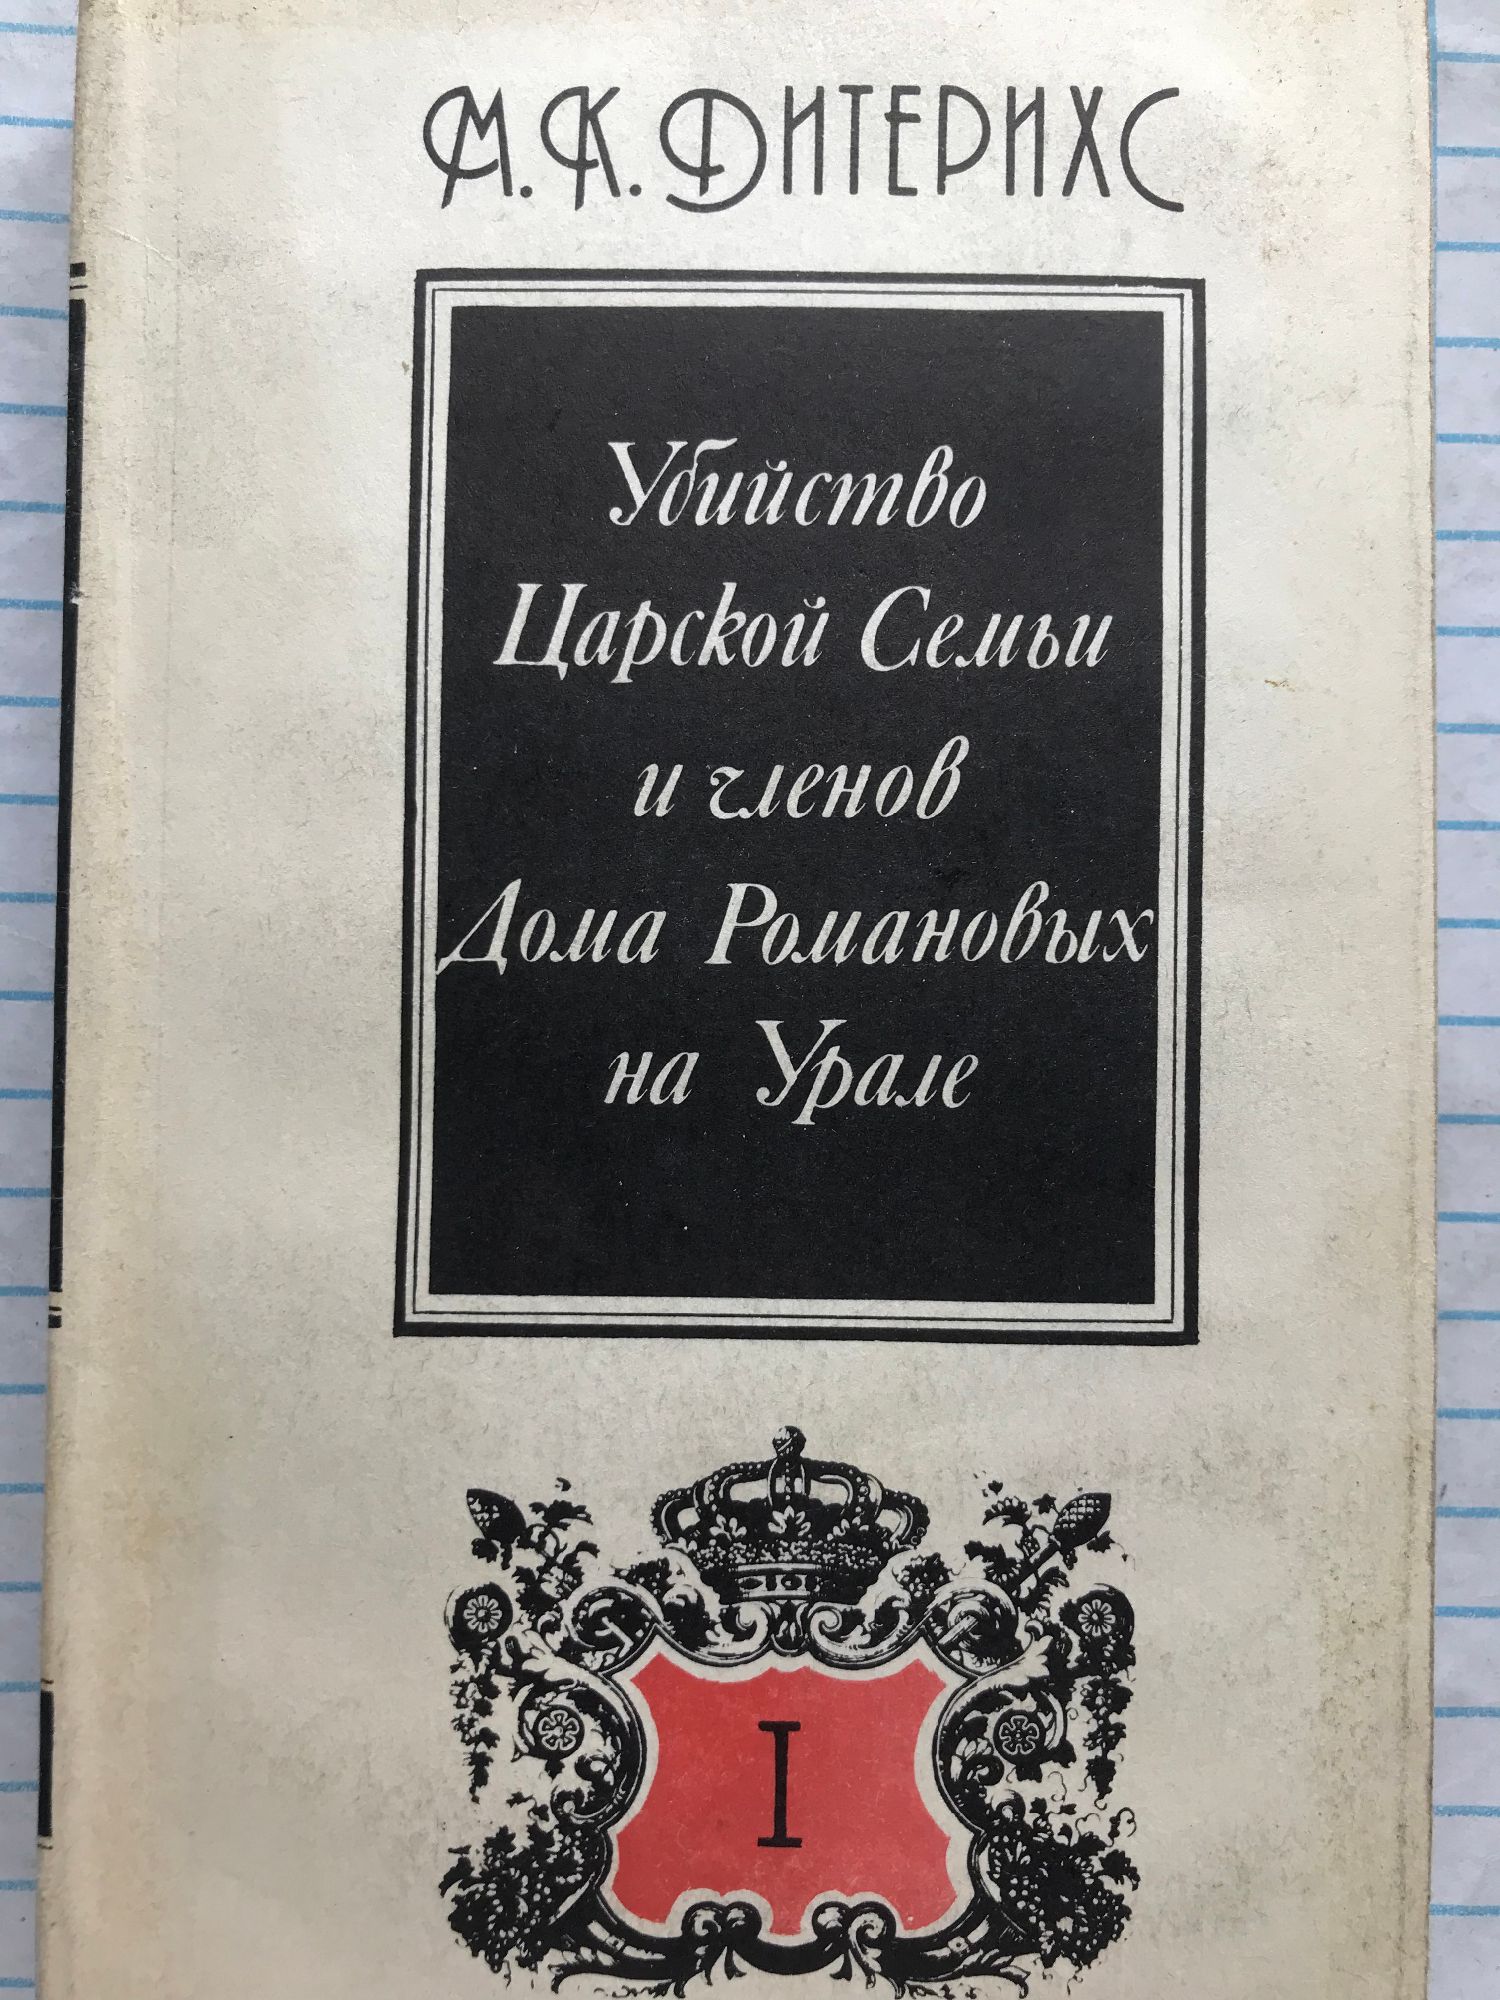 М. К. ДИТЕРИХС
Убийство
Царской Семьи
и членов
Дома Романовых
на Урале
I